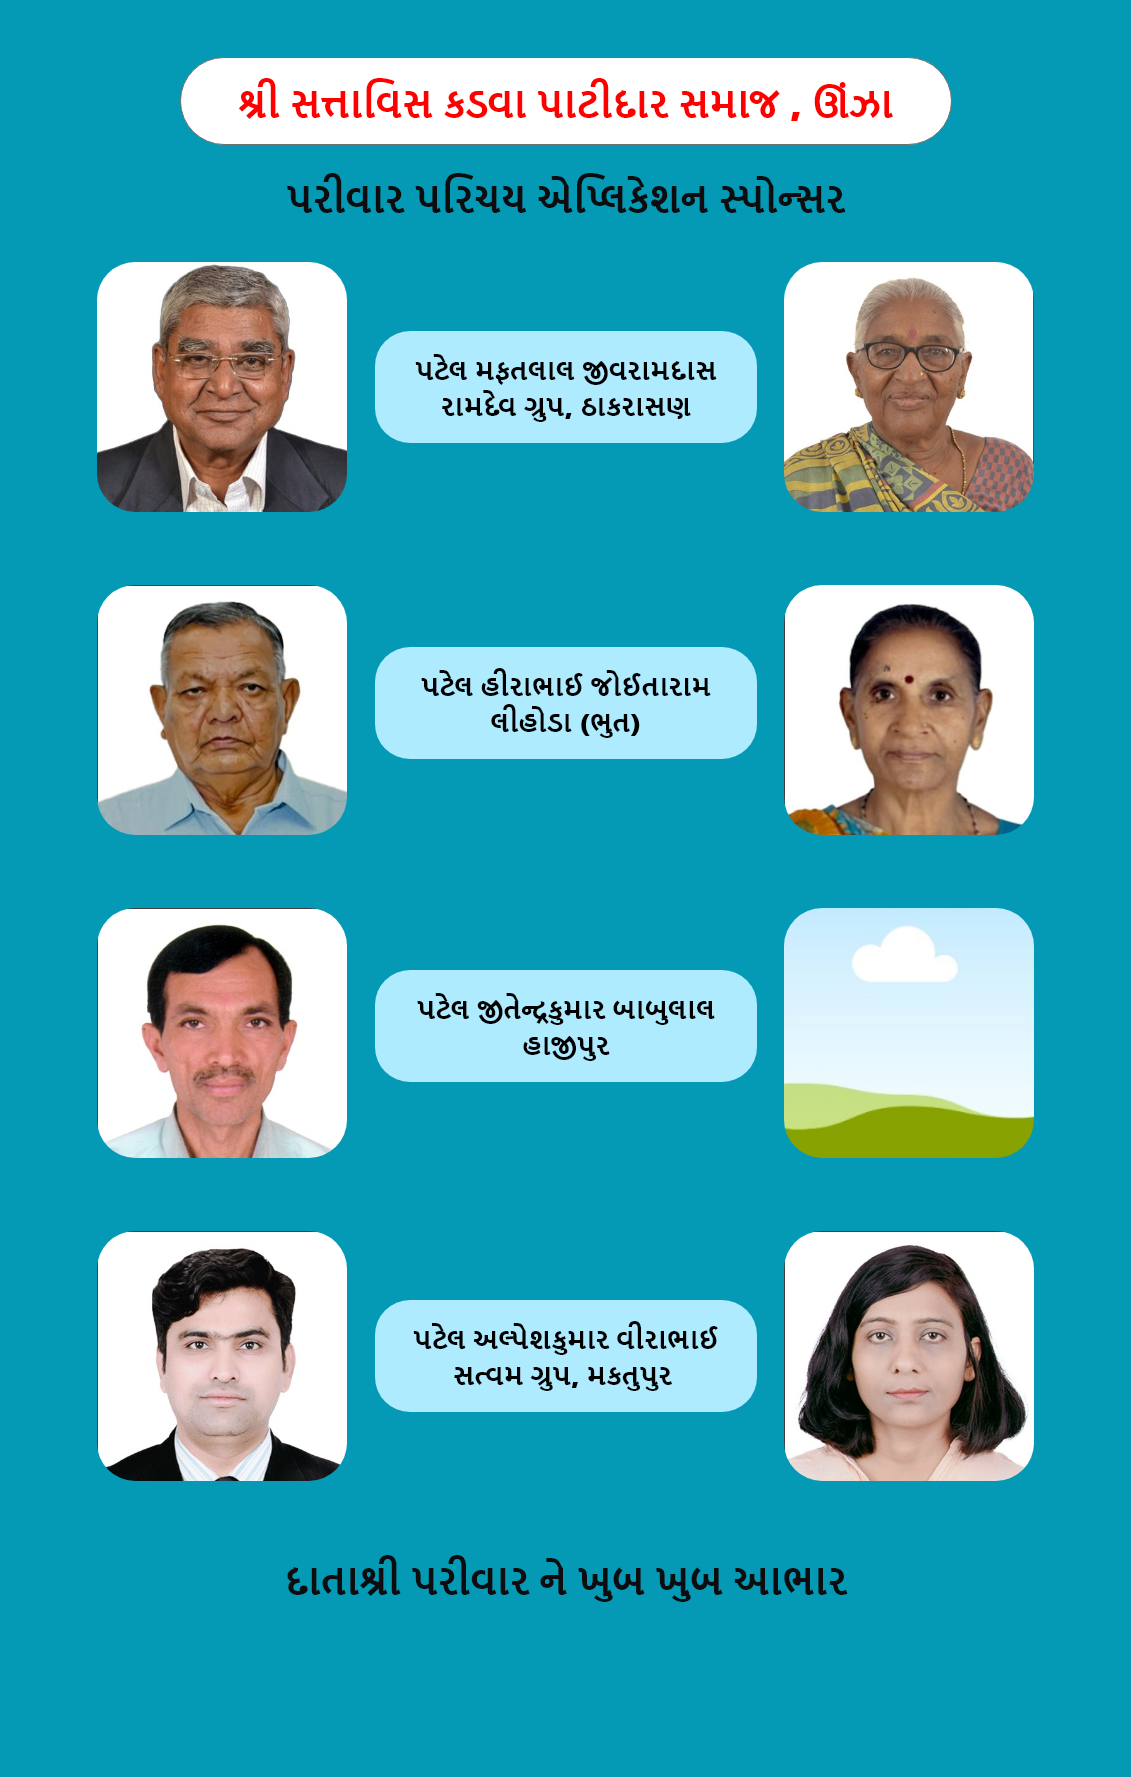 શ્રી સત્તાવિસ કડવા પાટીદાર સમાજ , ઊંઝા
પરીવાર પરિચય એપ્લિકેશન સ્પોન્સર
પટેલ મફતલાલ જીવરામદાસ
રામદેવ ગ્રુપ, ઠાકરાસણ
પટેલ હીરાભાઈ જોઈતારામ
લીહોડા (ભુત)
પટેલ જીતેન્દ્રકુમાર બાબુલાલ
હાજીપુર
પટેલ અલ્પેશકુમાર વીરાભાઈ
સત્વમ ગ્રુપ, મકતુપુર
દાતાશ્રી પરીવાર ને ખુબ ખુબ આભાર